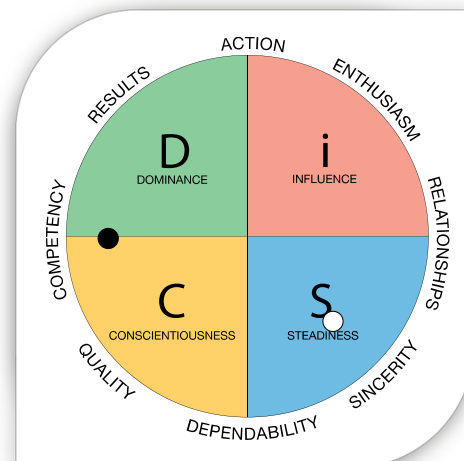 ACTION
RESULTS
ENTHUSIASM
D
DOMINANCE
i
INFLUENCE
COMPETENCY
RELATIONSHIPS
C
CONSCIENTIOUSNESS
S
STEADINESS
QUALITY
SINCERITY
DEPENDABILITY